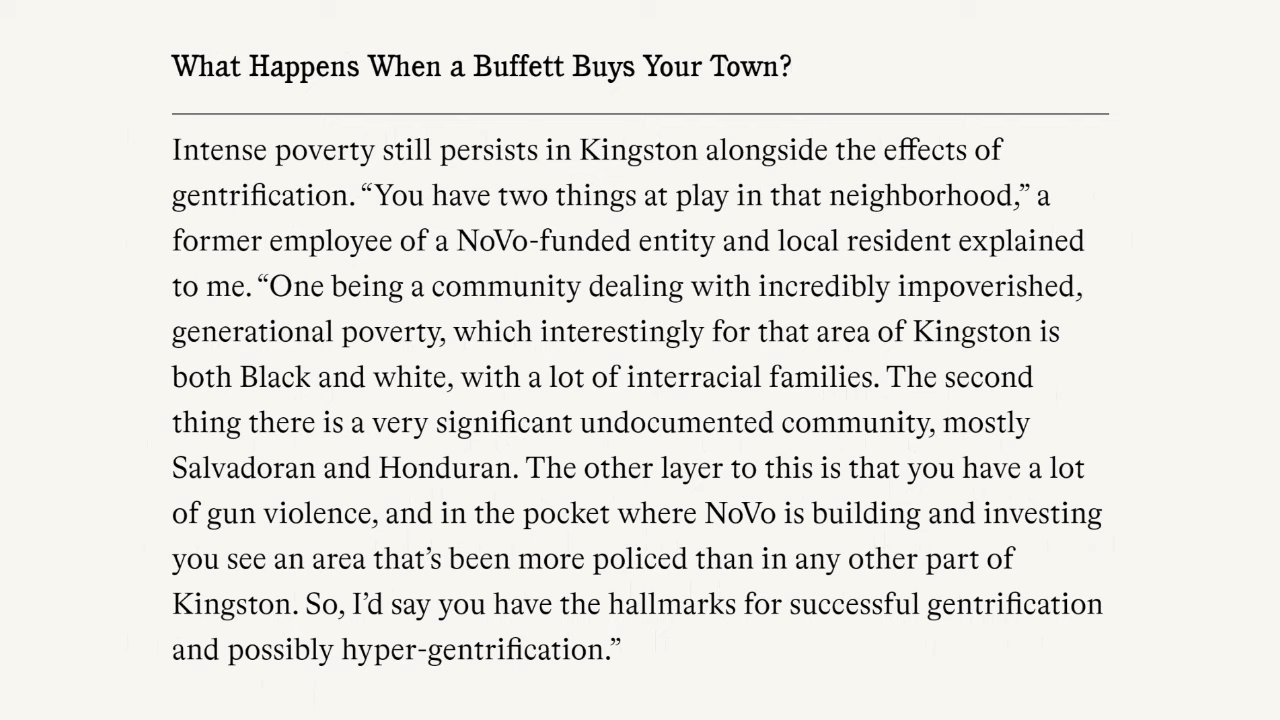 What Happens When a Buffett Buys Your Town?
Intense poverty still persists in Kingston alongside the effects of
gentrification. “You have two things at play in that neighborhood,” a
former employee of a NoVo-funded entity and local resident explained
to me. “One being a community dealing with incredibly impoverished,
generational poverty, which interestingly for that area of Kingston is
both Black and white, with a lot of interracial families. The second
thing there is a very significant undocumented community, mostly
Salvadoran and Honduran. The other layer to this is that you have a lot
of gun violence, and in the pocket where NoVo is building and investing
you see an area that’s been more policed than in any other part of
Kingston. So, I’d say you have the hallmarks for successful gentrification
and possibly hyper-gentrification.”